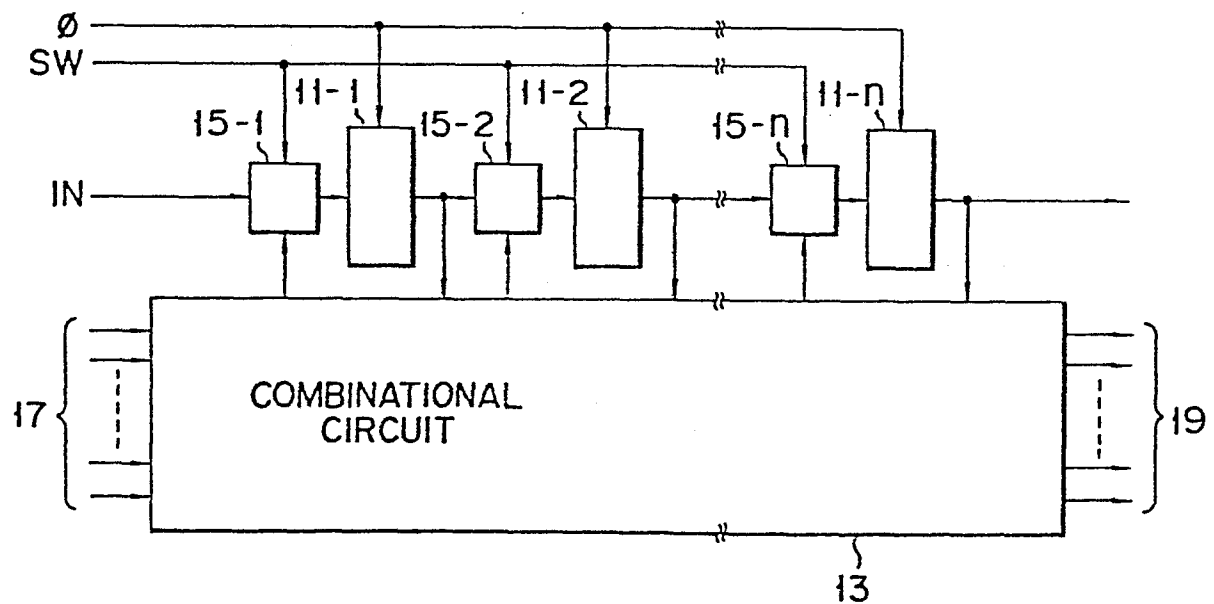 Ø
SW
11-1
11-2
11-n
15-1
15-2
15-n
IN
17
COMBINATIONAL
CIRCUIT
19
13